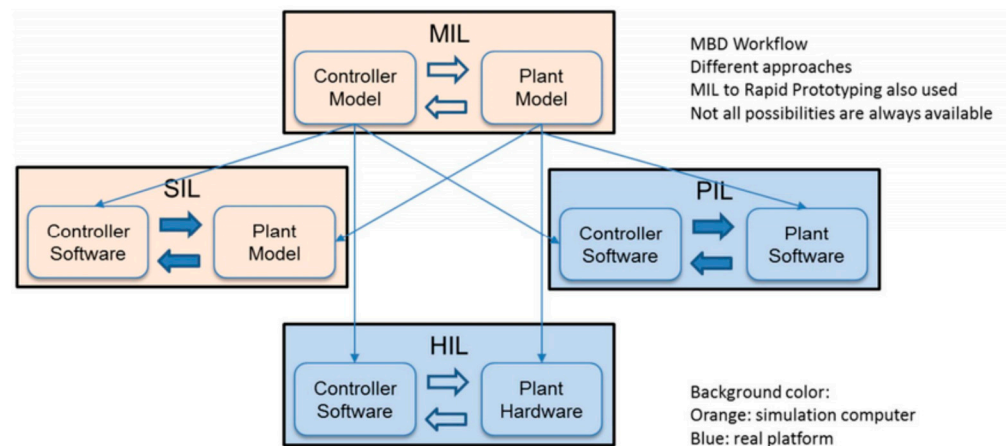 MIL
Controller
Model
Plant
Model
MBD Workflow
Different approaches
MIL to Rapid Prototyping also used
Not all possibilities are always available
SIL
Controller
Software
Plant
Model
PIL
Controller
Software
Plant
Software
HIL
Controller
Software
Plant
Hardware
Background color:
Orange: simulation computer
Blue: real platform